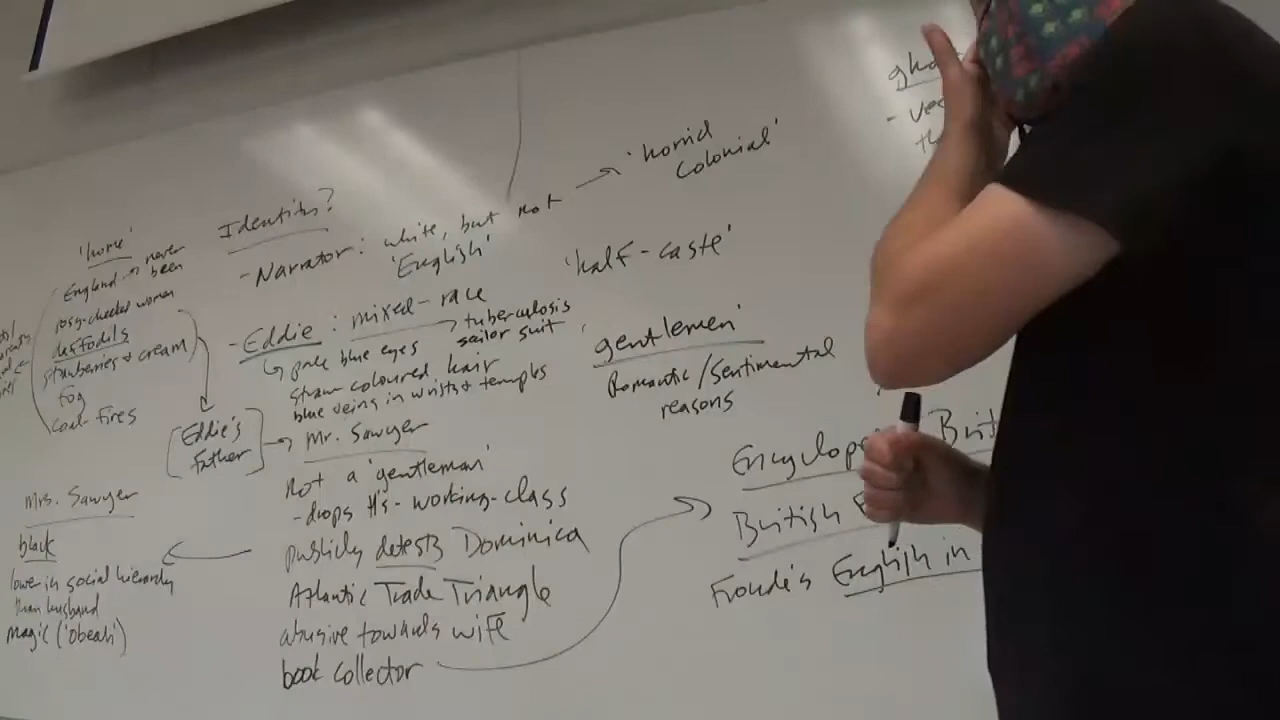 'home'
England → never
been
rosy-cheeked women
daffodils
strawberries + cream
fog
coal fires
Identities?
- Narrator: white, but not
'English'
'horrid
colonial'
'half-caste'
- Eddie: mixed-race
pale blue eyes
tuberculosis
sailor suit
straw coloured hair
blue veins in wrists + temples
'gentlemen'
Romantic/Sentimental
reasons
[Eddie's
father]
Mr. Sawyer
not a 'gentleman'
- drops H's - working-class
publicly detests Dominica
Atlantic Trade Triangle
abusive towards wife
book collector
Mrs. Sawyer
black
lower in social hierarchy
than husband
magic ('obeah')
British
Froude's English in